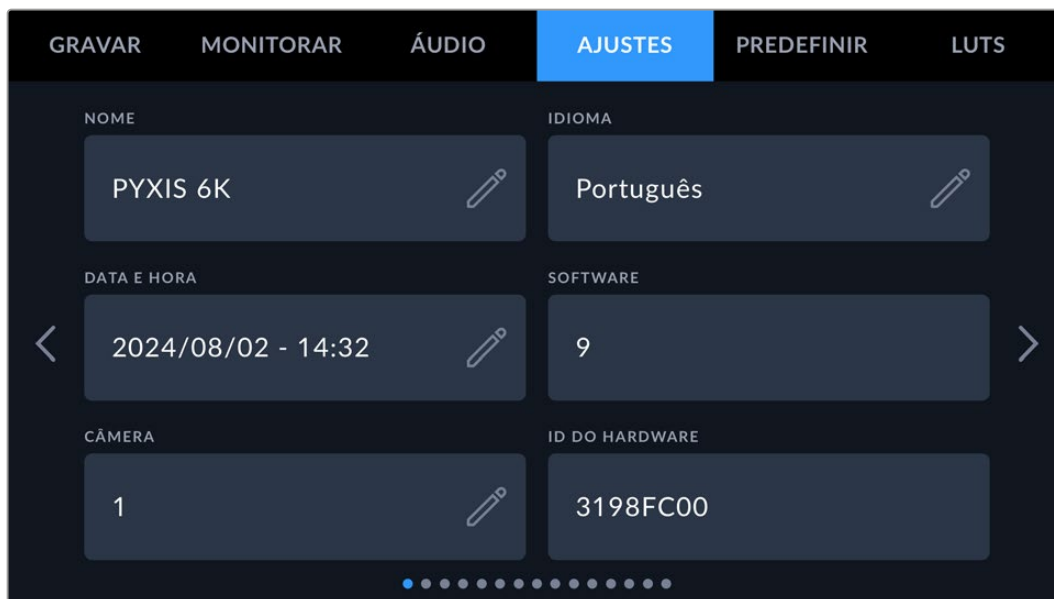 GRAVAR MONITORAR ÁUDIO AJUSTES PREDEFINIR LUTS
NOME
PYXIS 6K
IDIOMA
Português
DATA E HORA
2024/08/02 - 14:32
SOFTWARE
9
CÂMERA
1
ID DO HARDWARE
3198FC00